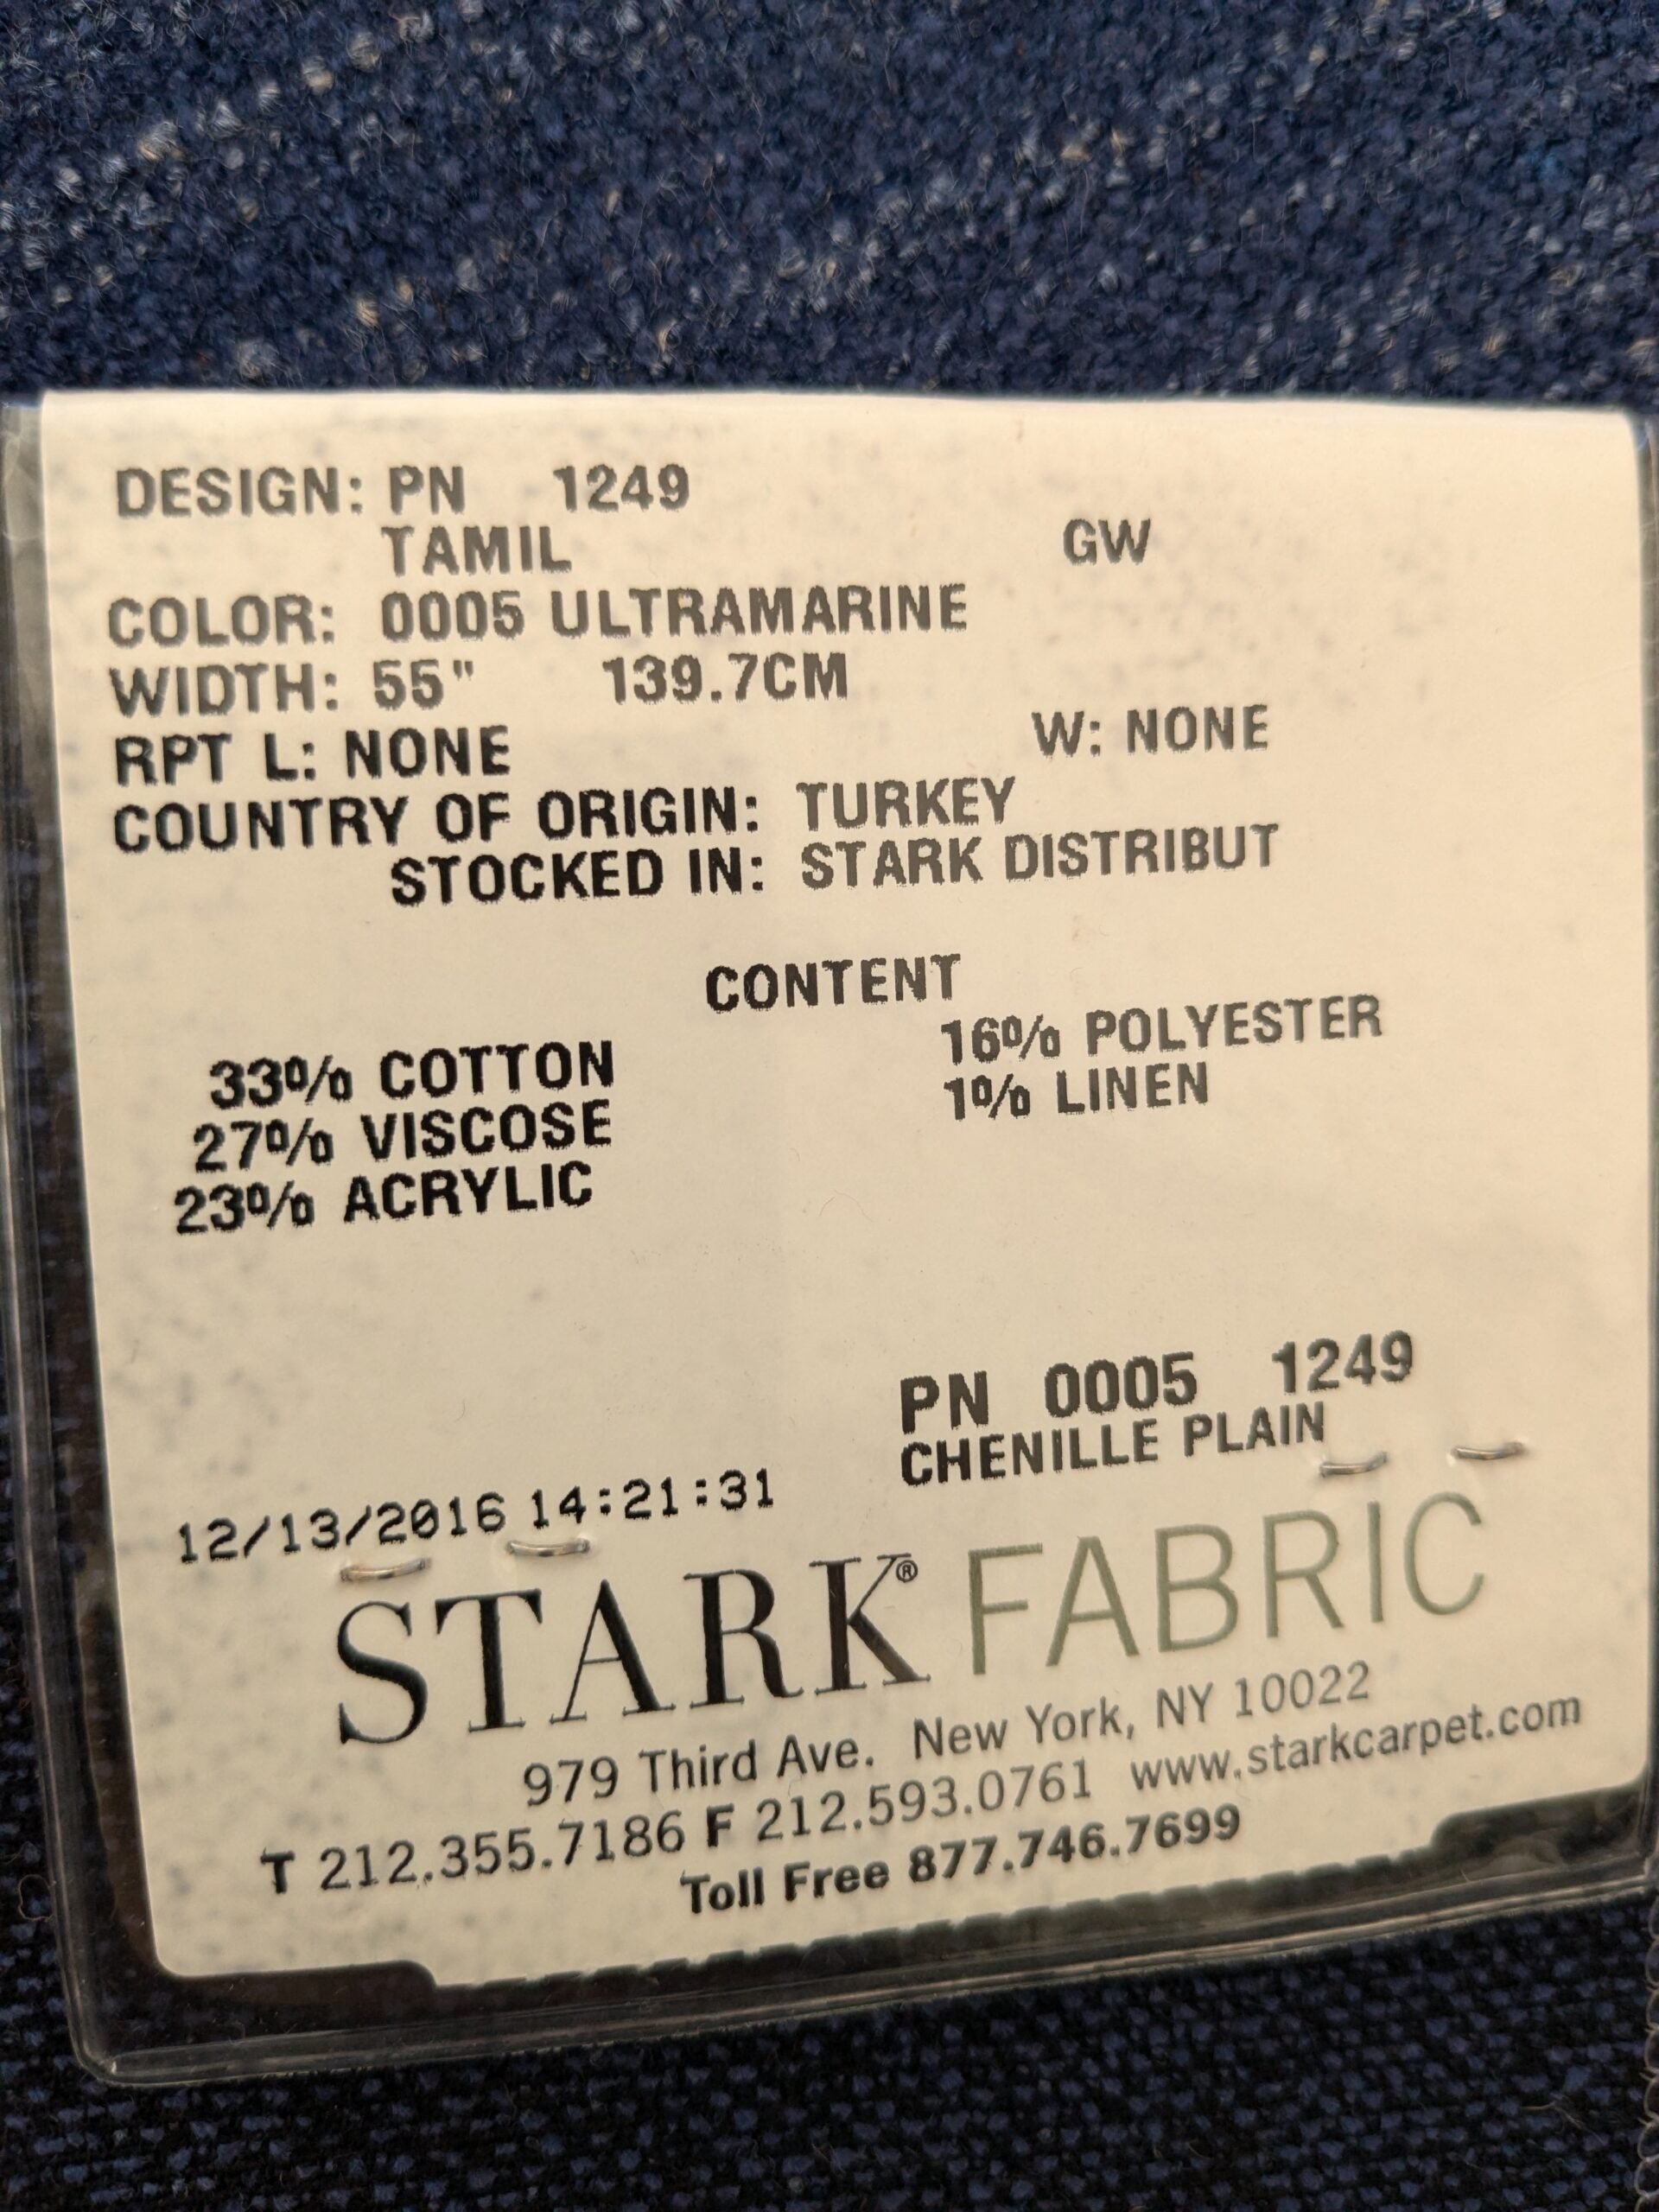 DESIGN: PN 1249
TAMIL GW
COLOR: 0005 ULTRAMARINE
WIDTH: 55" 139.7CM
RPT L: NONE W: NONE
COUNTRY OF ORIGIN: TURKEY
STOCKED IN: STARK DISTRIBUT
CONTENT
33% COTTON 16% POLYESTER
27% VISCOSE 1% LINEN
23% ACRYLIC
PN 0005 1249
CHENILLE PLAIN
12/13/2016 14:21:31
STARK® FABRIC
979 Third Ave. New York, NY 10022
T 212.355.7186 F 212.593.0761 www.starkcarpet.com
Toll Free 877.746.7699